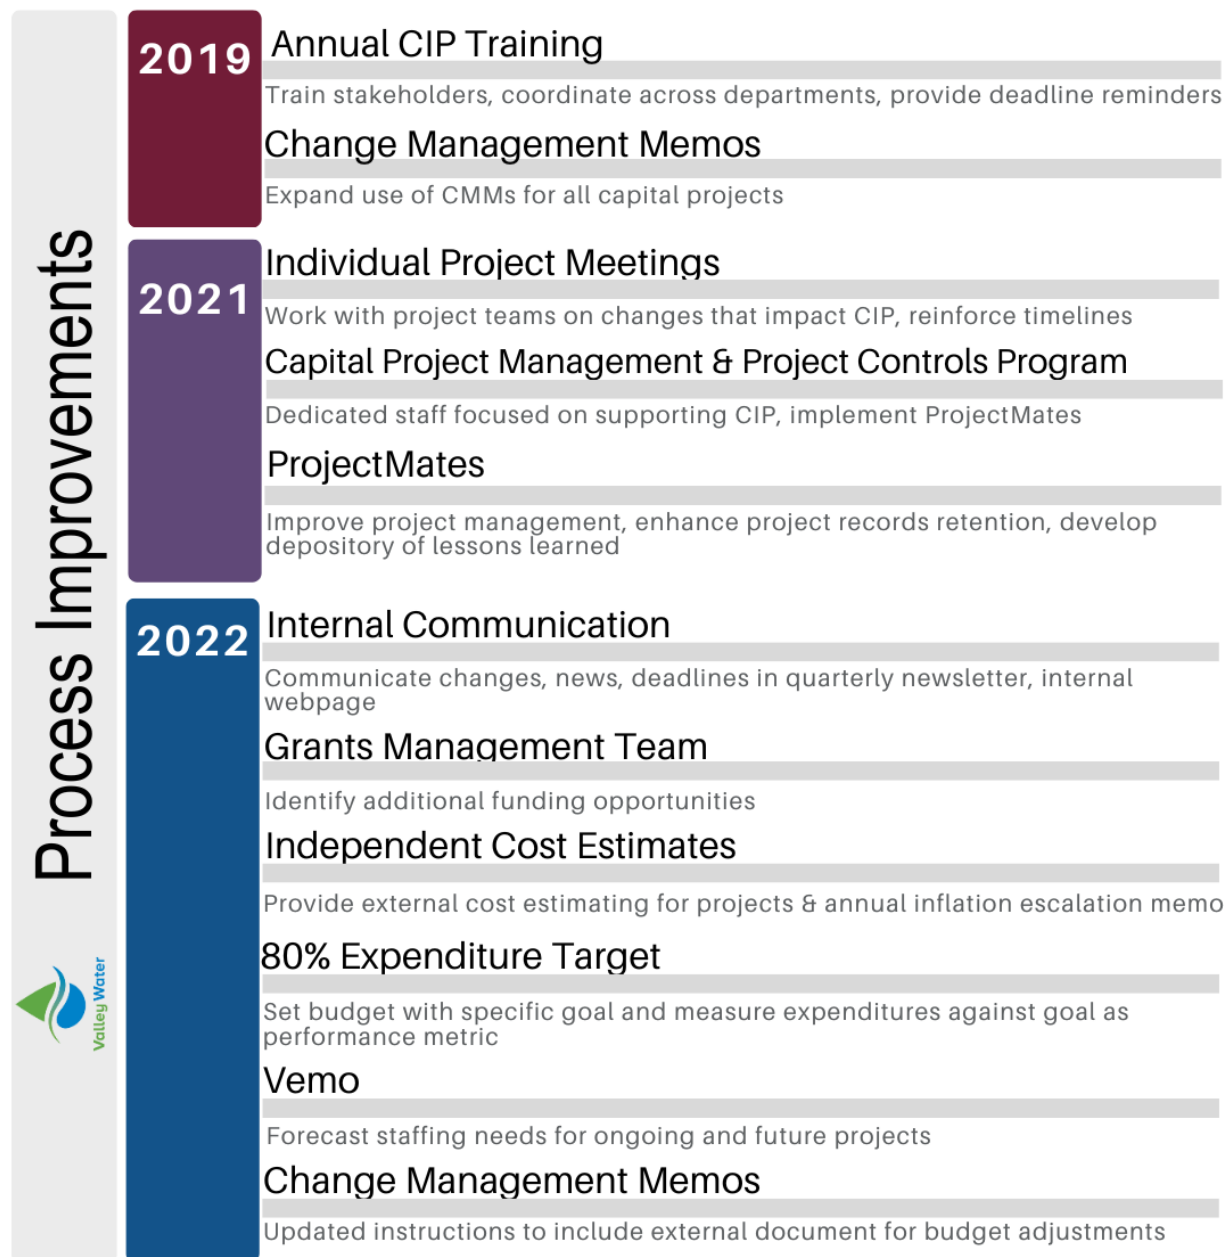 Process Improvements
Valley Water
2019
Annual CIP Training
Train stakeholders, coordinate across departments, provide deadline reminders
Change Management Memos
Expand use of CMMs for all capital projects
2021
Individual Project Meetings
Work with project teams on changes that impact CIP, reinforce timelines
Capital Project Management & Project Controls Program
Dedicated staff focused on supporting CIP, implement ProjectMates
ProjectMates
Improve project management, enhance project records retention, develop
depository of lessons learned
2022
Internal Communication
Communicate changes, news, deadlines in quarterly newsletter, internal
webpage
Grants Management Team
Identify additional funding opportunities
Independent Cost Estimates
Provide external cost estimating for projects & annual inflation escalation memo
80% Expenditure Target
Set budget with specific goal and measure expenditures against goal as
performance metric
Vemo
Forecast staffing needs for ongoing and future projects
Change Management Memos
Updated instructions to include external document for budget adjustments